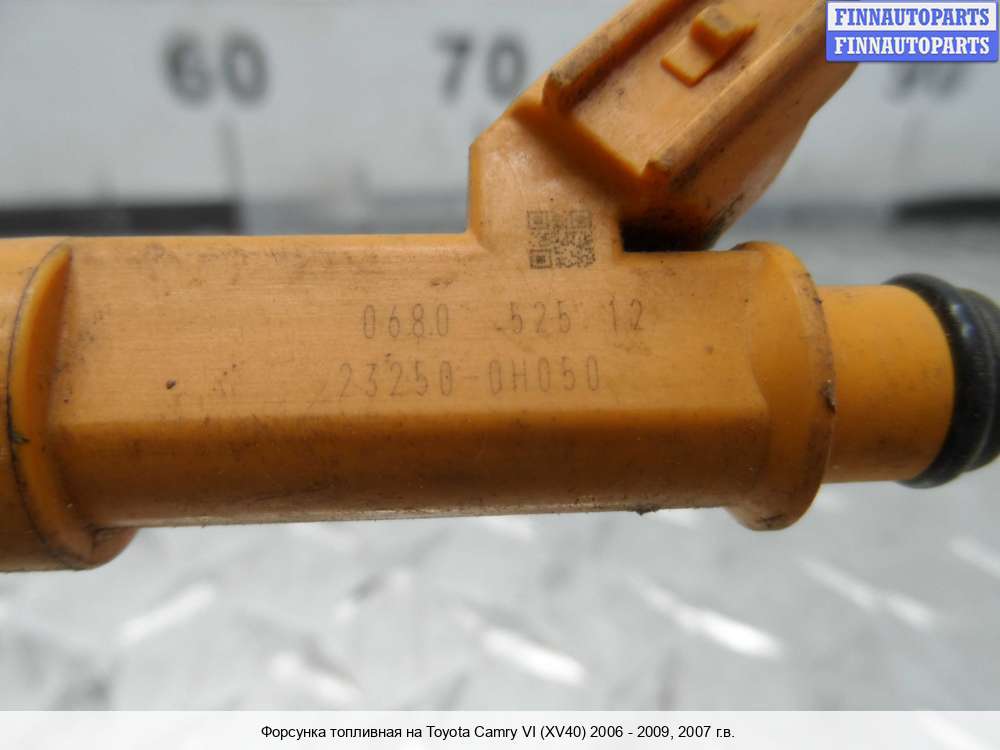 FINNAUTOPARTS
FINNAUTOPARTS
60
70
90
0680 525 12
23250-0H050
Форсунка топливная на Toyota Camry VI (XV40) 2006 - 2009, 2007 г.в.